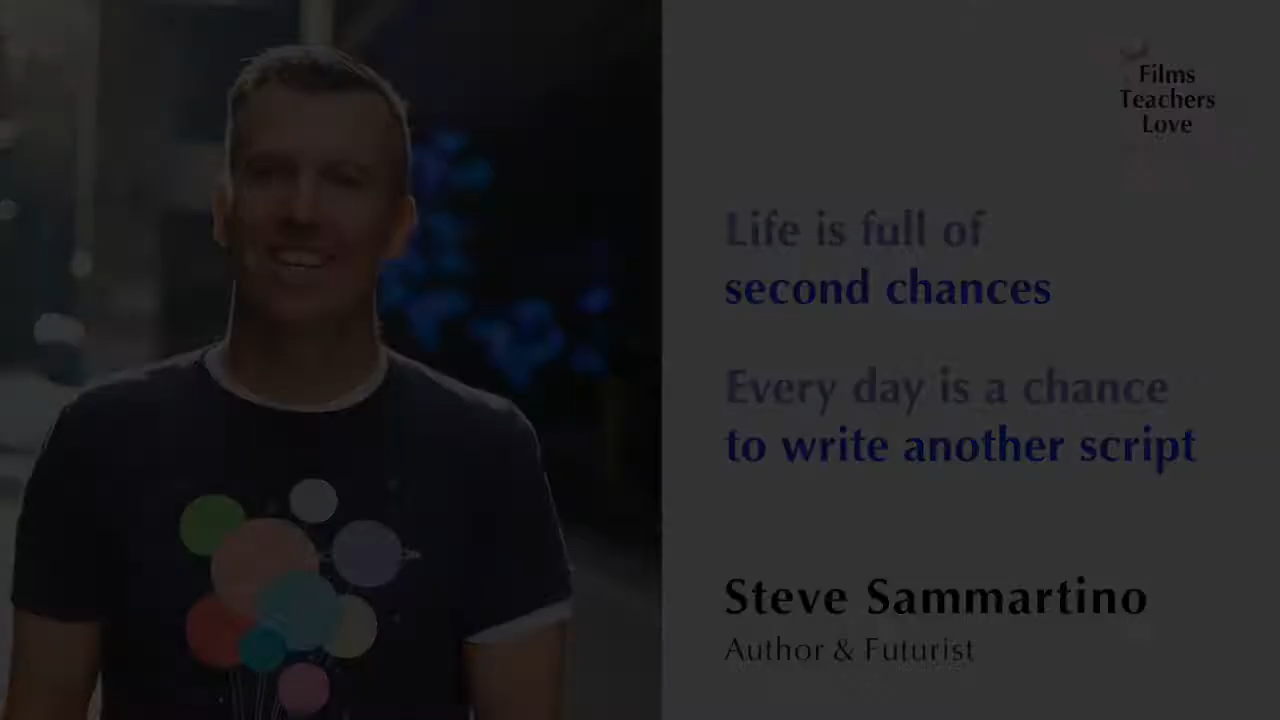 Films
Teachers
Love
Life is full of
second chances
Every day is a chance
to write another script
Steve Sammartino
Author & Futurist